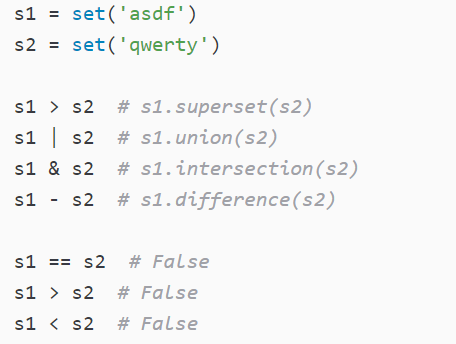 s1 = set('asdf')
s2 = set('qwerty')
s1 > s2  # s1.superset(s2)
s1 | s2  # s1.union(s2)
s1 & s2  # s1.intersection(s2)
s1 - s2  # s1.difference(s2)
s1 == s2  # False
s1 > s2  # False
s1 < s2  # False